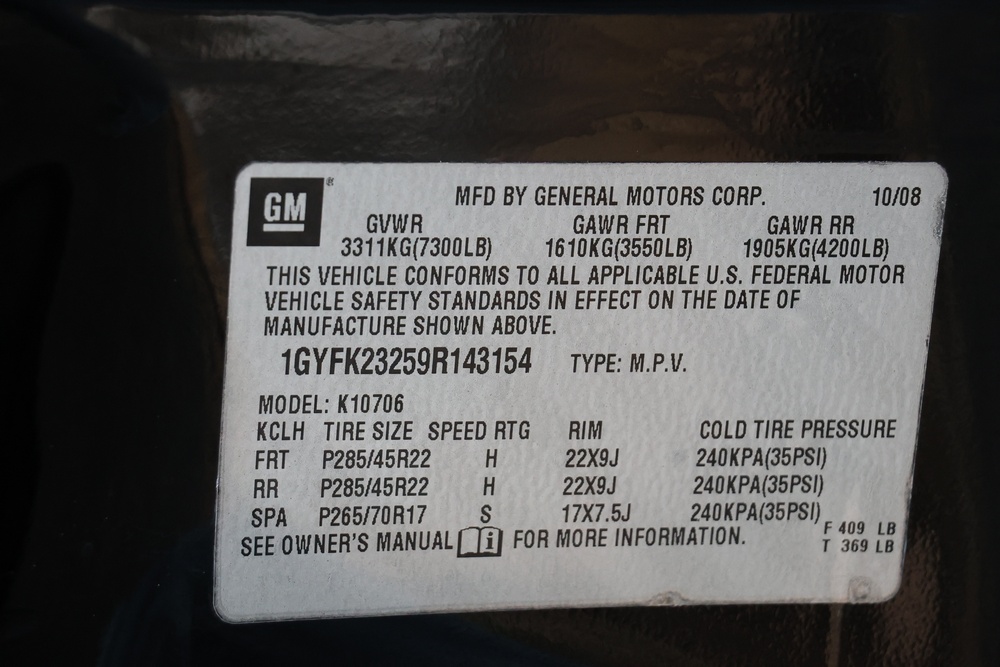 GM ® MFD BY GENERAL MOTORS CORP. 10/08
GVWR GAWR FRT GAWR RR
3311KG(7300LB) 1610KG(3550LB) 1905KG(4200LB)
THIS VEHICLE CONFORMS TO ALL APPLICABLE U.S. FEDERAL MOTOR
VEHICLE SAFETY STANDARDS IN EFFECT ON THE DATE OF
MANUFACTURE SHOWN ABOVE.
1GYFK23259R143154 TYPE: M.P.V.
MODEL: K10706
KCLH TIRE SIZE SPEED RTG RIM COLD TIRE PRESSURE
FRT P285/45R22 H 22X9J 240KPA(35PSI)
RR P285/45R22 H 22X9J 240KPA(35PSI)
SPA P265/70R17 S 17X7.5J 240KPA(35PSI)
SEE OWNER'S MANUAL i FOR MORE INFORMATION.
F 409 LB
T 369 LB